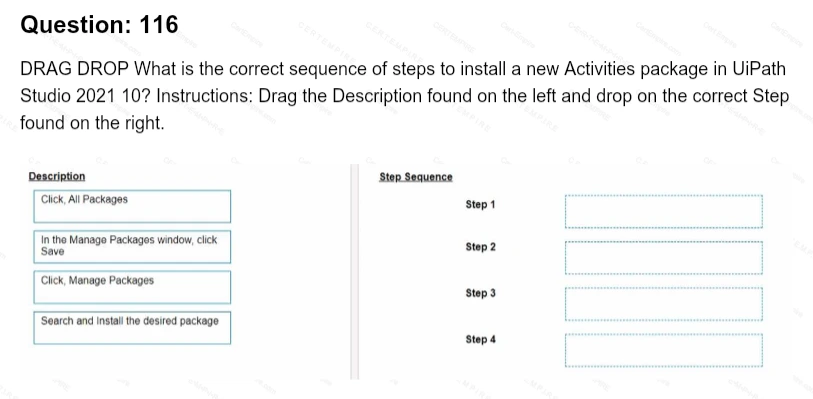 Question: 116
DRAG DROP What is the correct sequence of steps to install a new Activities package in UiPath
Studio 2021 10? Instructions: Drag the Description found on the left and drop on the correct Step
found on the right.
Description
Step Sequence
Click, All Packages
Step 1
In the Manage Packages window, click
Save
Step 2
Click, Manage Packages
Step 3
Search and Install the desired package
Step 4